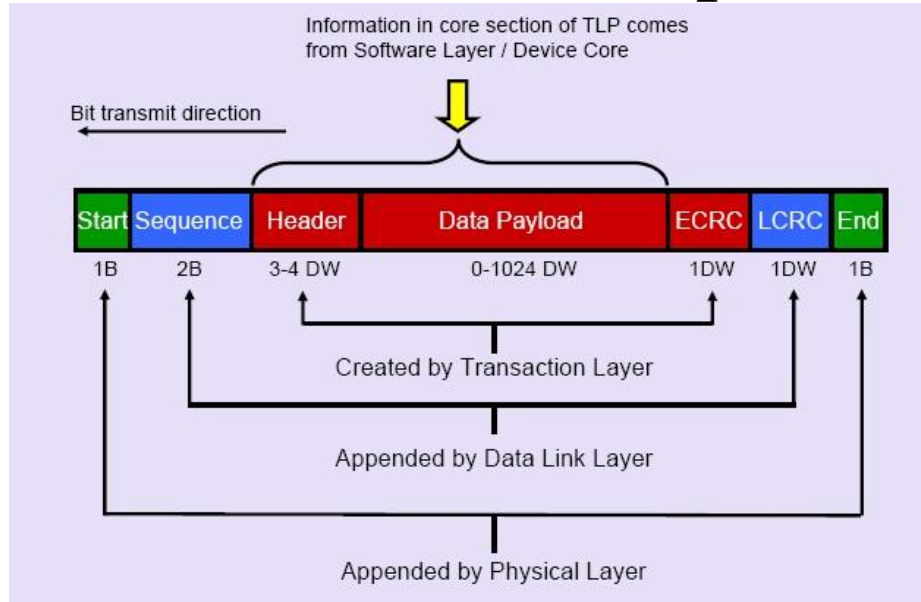 Information in core section of TLP comes
from Software Layer / Device Core
Bit transmit direction
Start Sequence Header Data Payload ECRC LCRC End
1B 2B 3-4 DW 0-1024 DW 1DW 1DW 1B
Created by Transaction Layer
Appended by Data Link Layer
Appended by Physical Layer